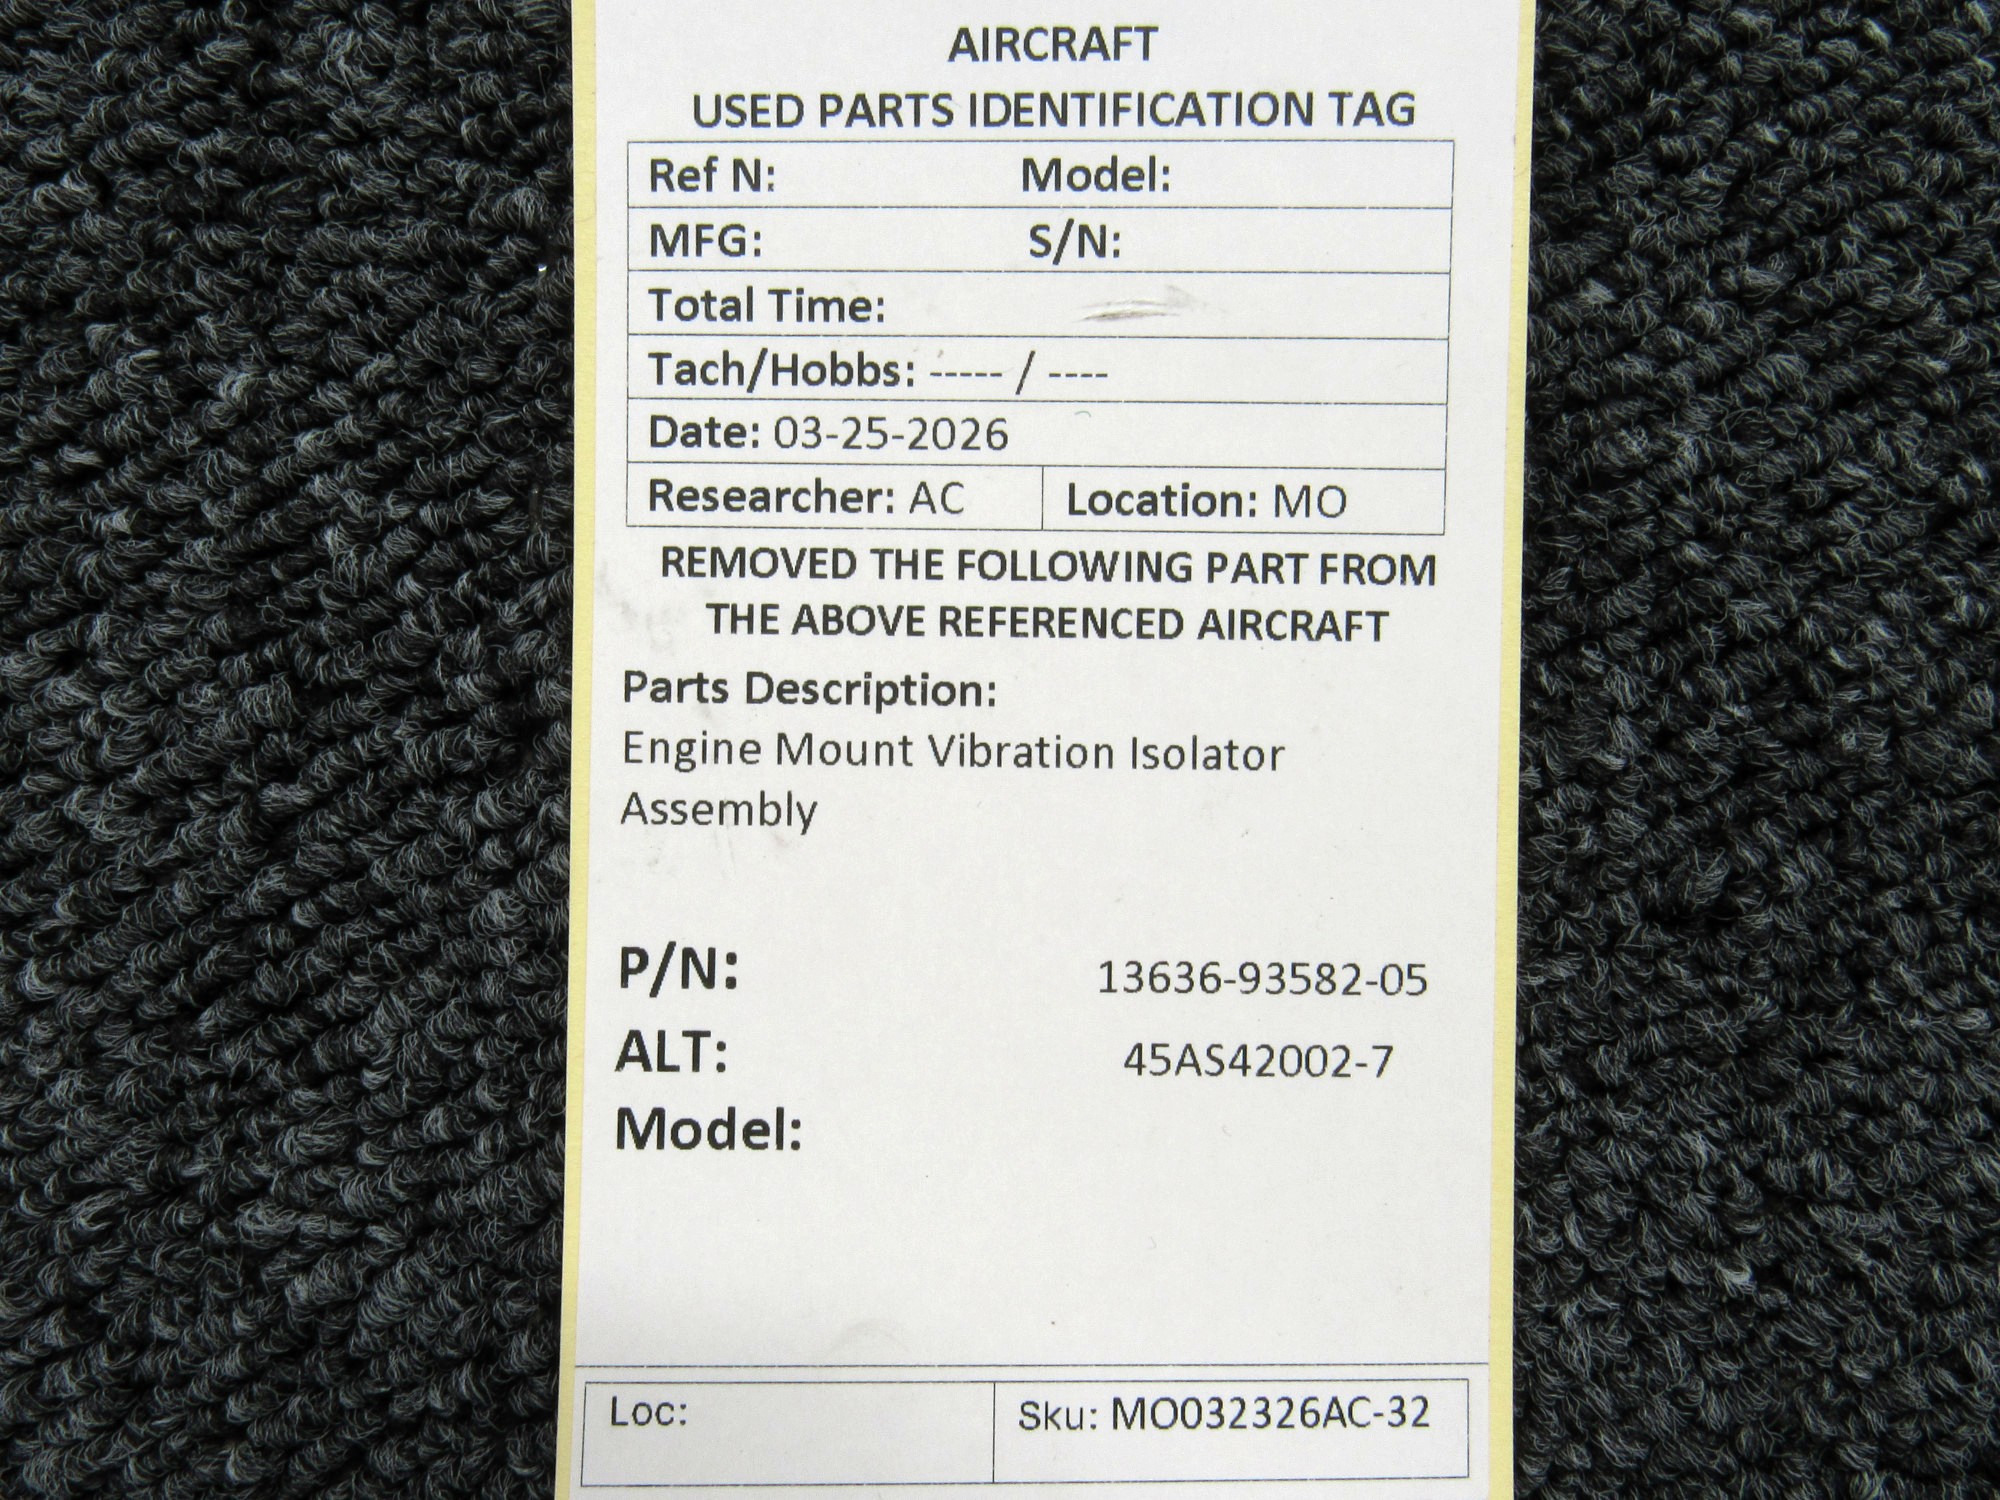 AIRCRAFT
USED PARTS IDENTIFICATION TAG
Ref N: Model:
MFG: S/N:
Total Time:
Tach/Hobbs: ----- / ----
Date: 03-25-2026
Researcher: AC Location: MO
REMOVED THE FOLLOWING PART FROM
THE ABOVE REFERENCED AIRCRAFT
Parts Description:
Engine Mount Vibration Isolator
Assembly
P/N: 13636-93582-05
ALT: 45AS42002-7
Model:
Loc: Sku: MO032326AC-32